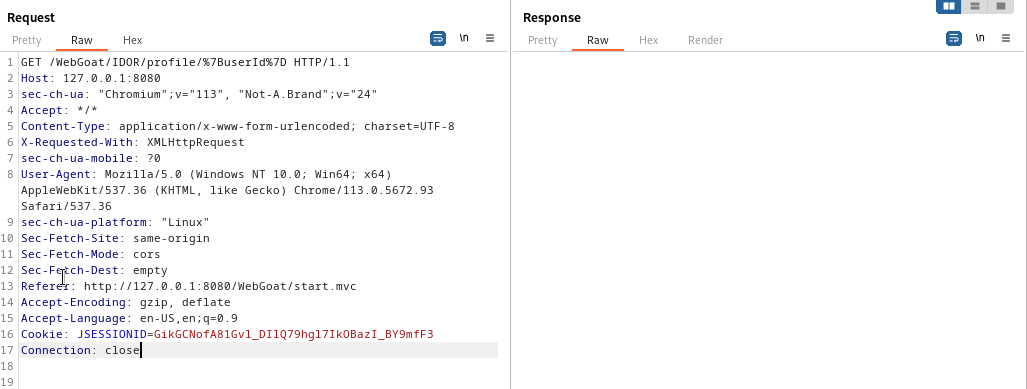 Request
Pretty Raw Hex \n
1 GET /WebGoat/IDOR/profile/%7BuserId%7D HTTP/1.1
2 Host: 127.0.0.1:8080
3 sec-ch-ua: "Chromium";v="113", "Not-A.Brand";v="24"
4 Accept: */*
5 Content-Type: application/x-www-form-urlencoded; charset=UTF-8
6 X-Requested-With: XMLHttpRequest
7 sec-ch-ua-mobile: ?0
8 User-Agent: Mozilla/5.0 (Windows NT 10.0; Win64; x64)
AppleWebKit/537.36 (KHTML, like Gecko) Chrome/113.0.5672.93
Safari/537.36
9 sec-ch-ua-platform: "Linux"
10 Sec-Fetch-Site: same-origin
11 Sec-Fetch-Mode: cors
12 Sec-Fetch-Dest: empty
13 Referer: http://127.0.0.1:8080/WebGoat/start.mvc
14 Accept-Encoding: gzip, deflate
15 Accept-Language: en-US,en;q=0.9
16 Cookie: JSESSIONID=GikGCNofA81Gvl_DIlQ79hgl7IkOBazI_BY9mfF3
17 Connection: close
18
19
Response
Pretty Raw Hex Render \n